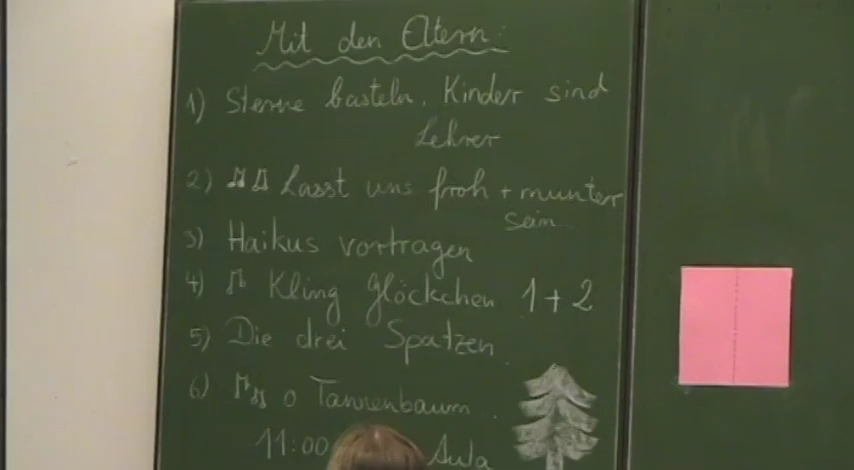 Mit den Eltern:
1) Sterne basteln. Kinder sind
Lehrer
2) ♫ ♫ Lasst uns froh + munter
sein
3) Haikus vortragen
4) ♫ Kling Glöckchen 1+2
5) Die drei Spatzen
6) ♫ ♫ o Tannenbaum.
11:00 Aula